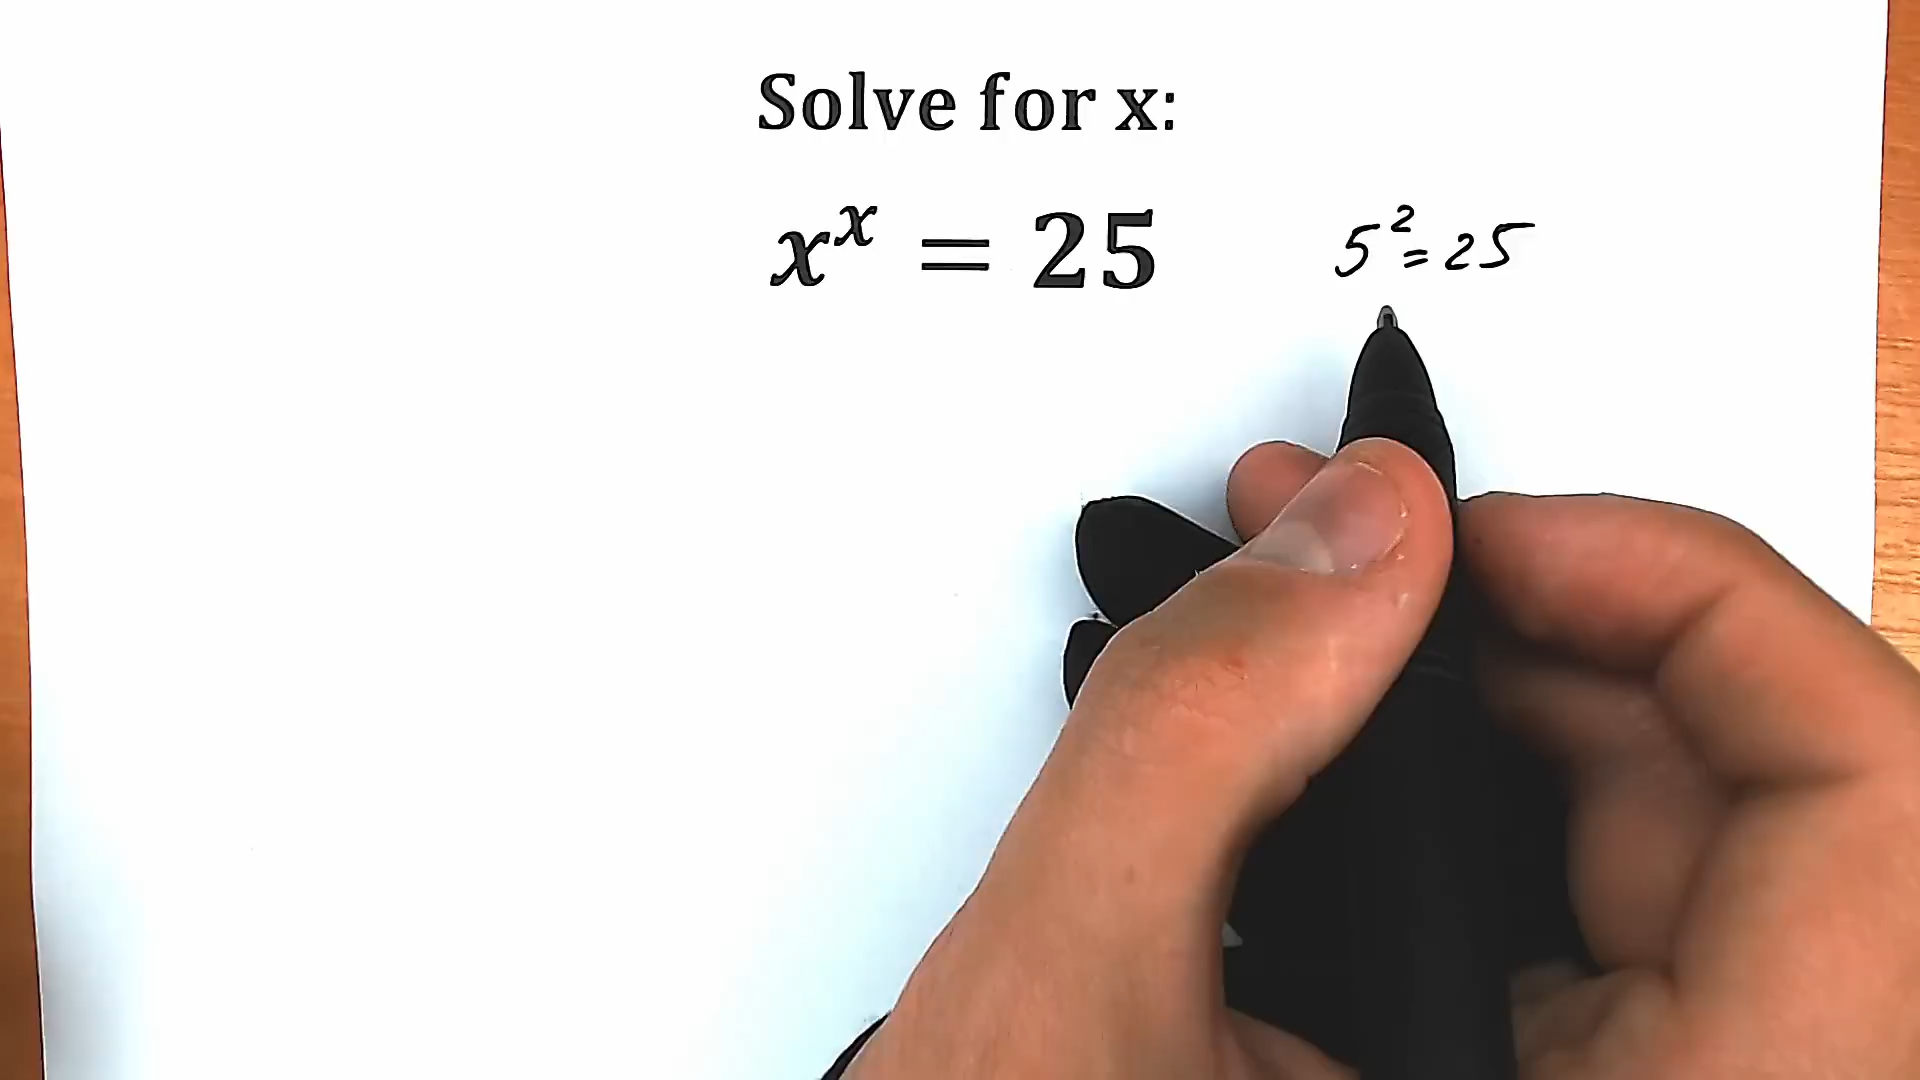 Solve for x:
x^x = 25
5^2 = 25